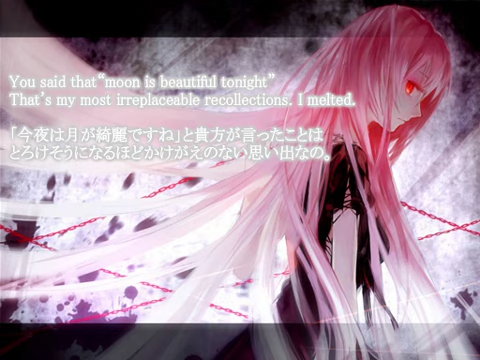 You said that“moon is beautiful tonight”
That's my most irreplaceable recollections. I melted.
「今夜は月が綺麗ですね」と貴方が言ったことは
とろけそうになるほどかけがえのない思い出なの。